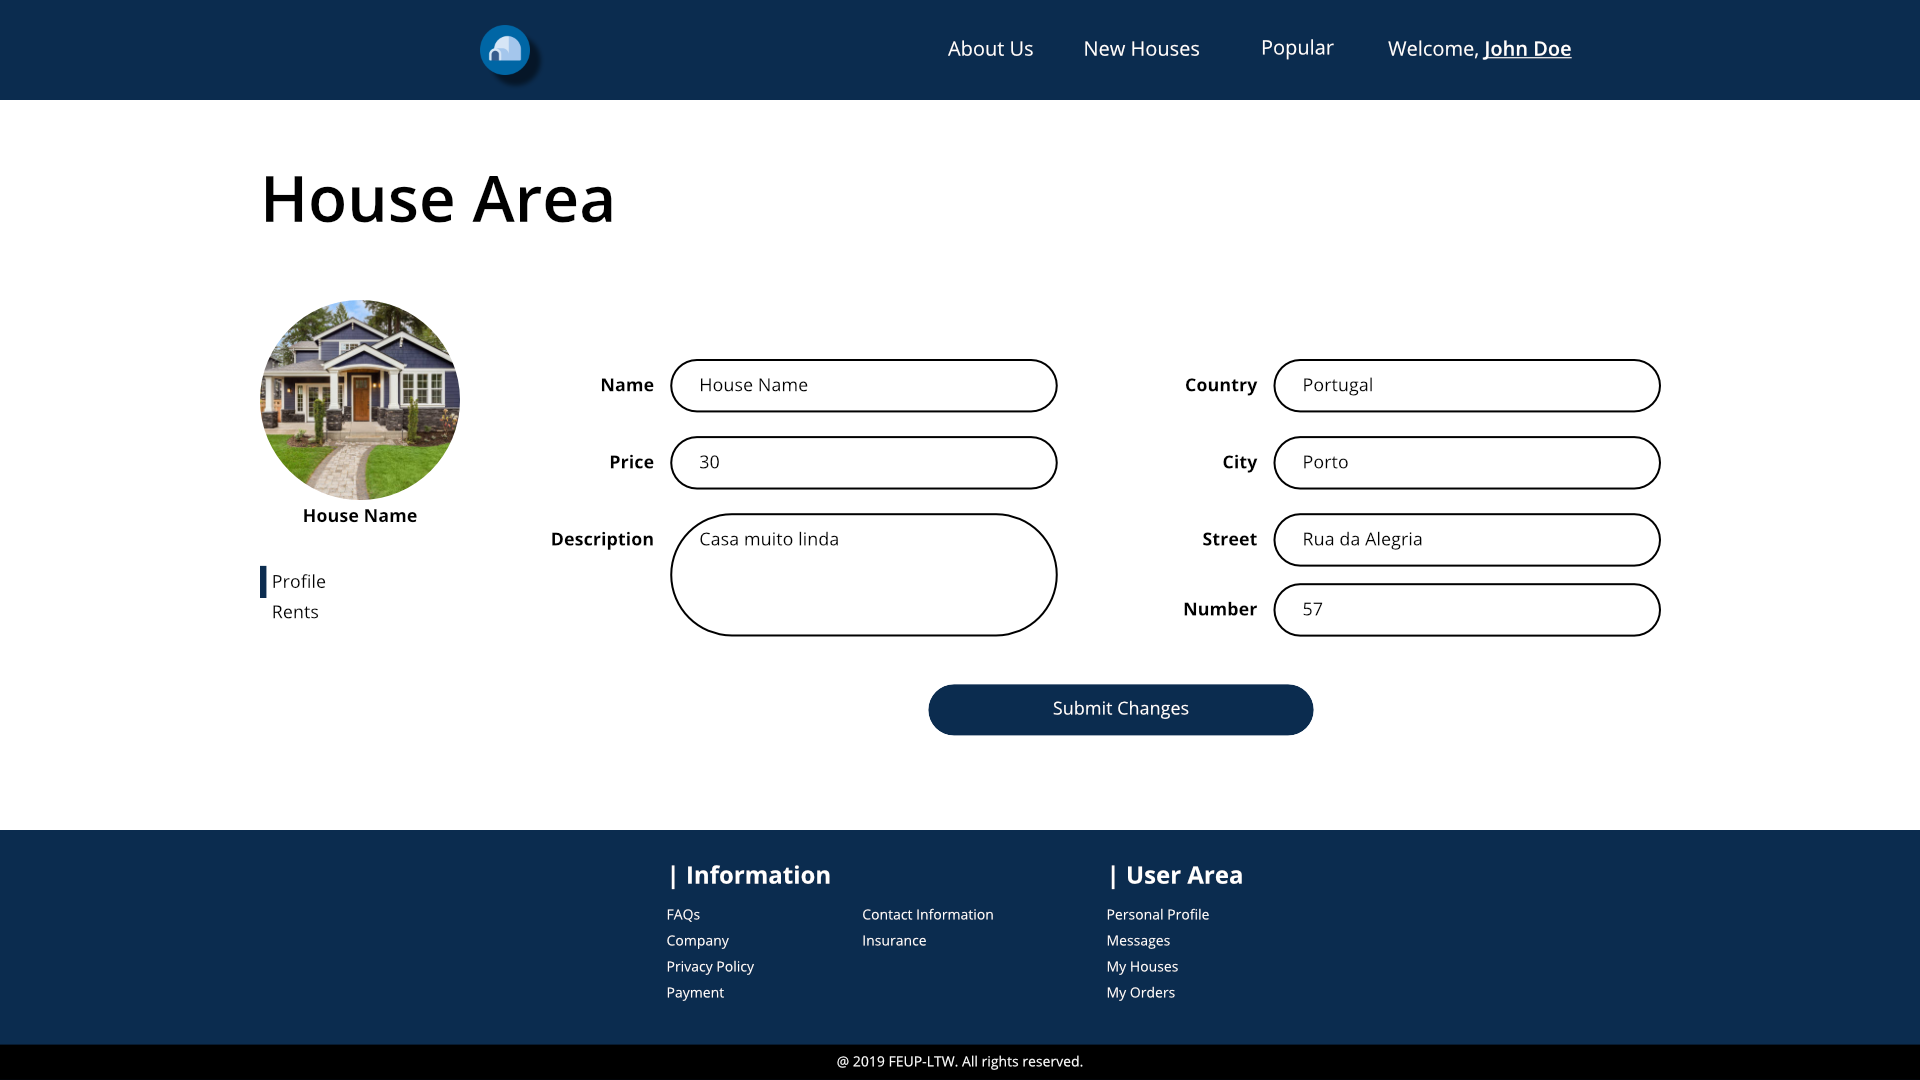 About Us
New Houses
Popular
Welcome, John Doe
House Area
House Name
Profile
Rents
Name
House Name
Price
30
Description
Casa muito linda
Country
Portugal
City
Porto
Street
Rua da Alegria
Number
57
Submit Changes
| Information
FAQs
Company
Privacy Policy
Payment
Contact Information
Insurance
| User Area
Personal Profile
Messages
My Houses
My Orders
@ 2019 FEUP-LTW. All rights reserved.